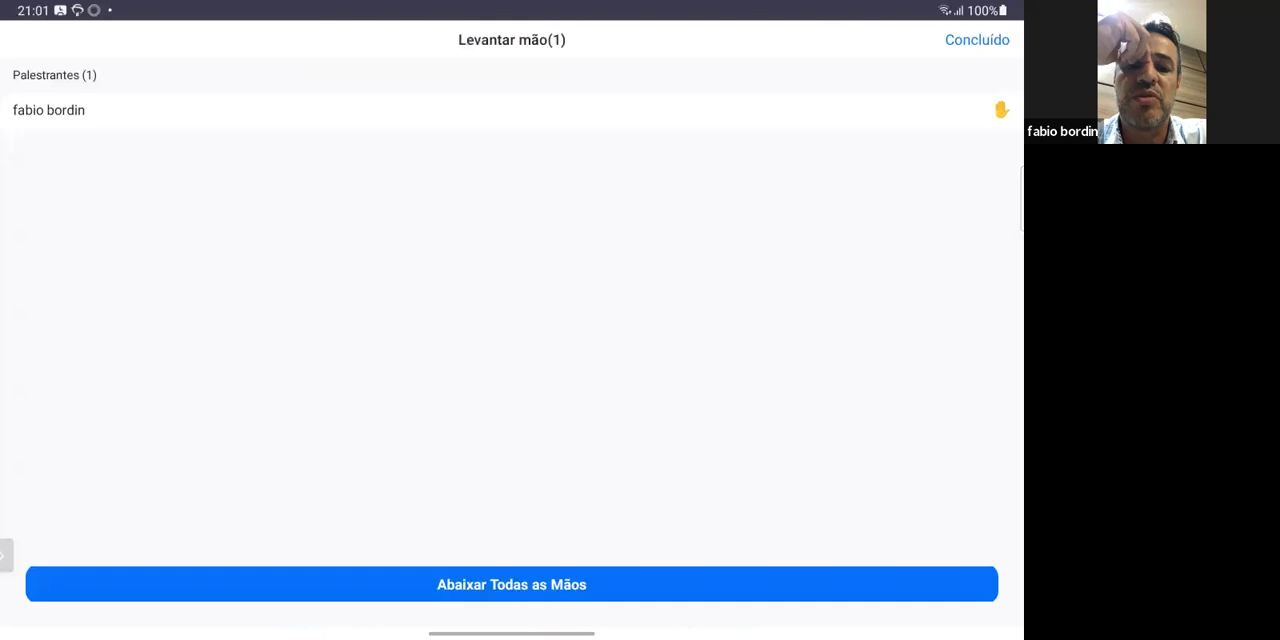 21:01
100%
Levantar mão(1)
Concluído
Palestrantes (1)
fabio bordin
fabio bordin
Abaixar Todas as Mãos